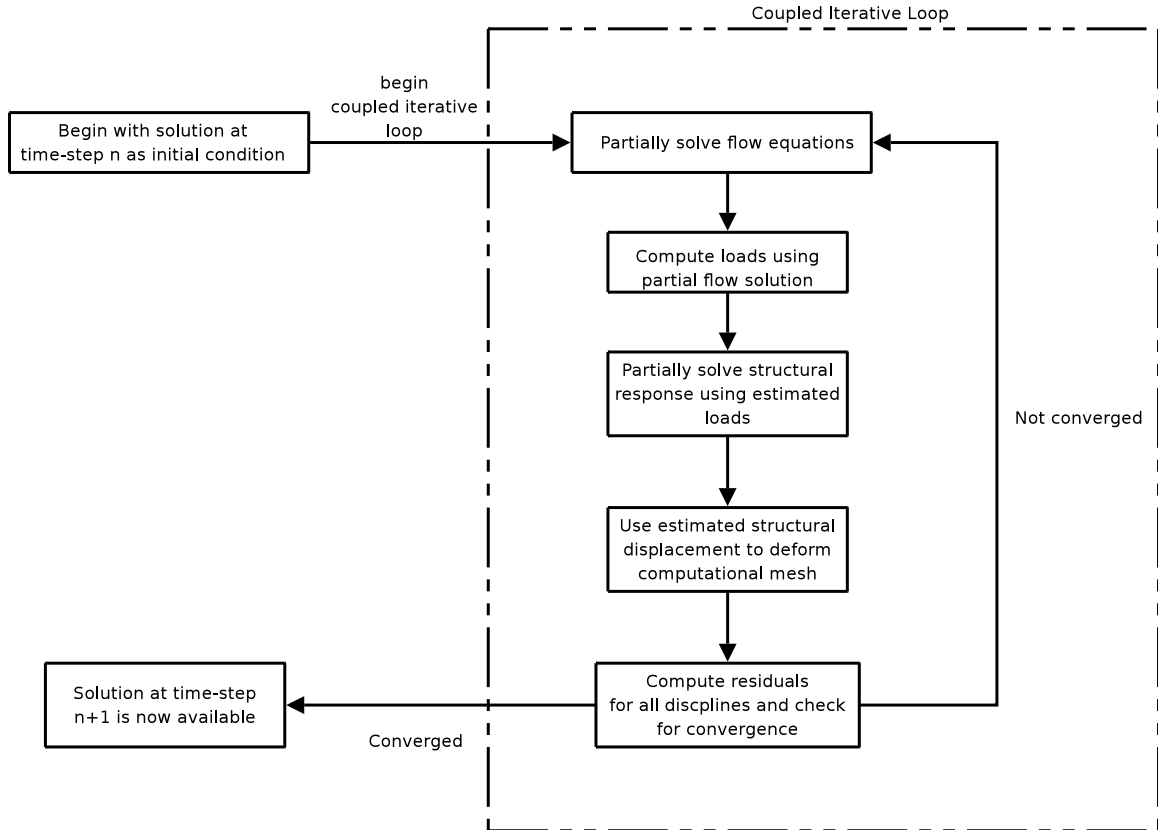 Coupled Iterative Loop
begin
coupled iterative
loop
Begin with solution at
time-step n as initial condition
Partially solve flow equations
Compute loads using
partial flow solution
Partially solve structural
response using estimated
loads
Not converged
Use estimated structural
displacement to deform
computational mesh
Compute residuals
for all discplines and check
for convergence
Solution at time-step
n+1 is now available
Converged